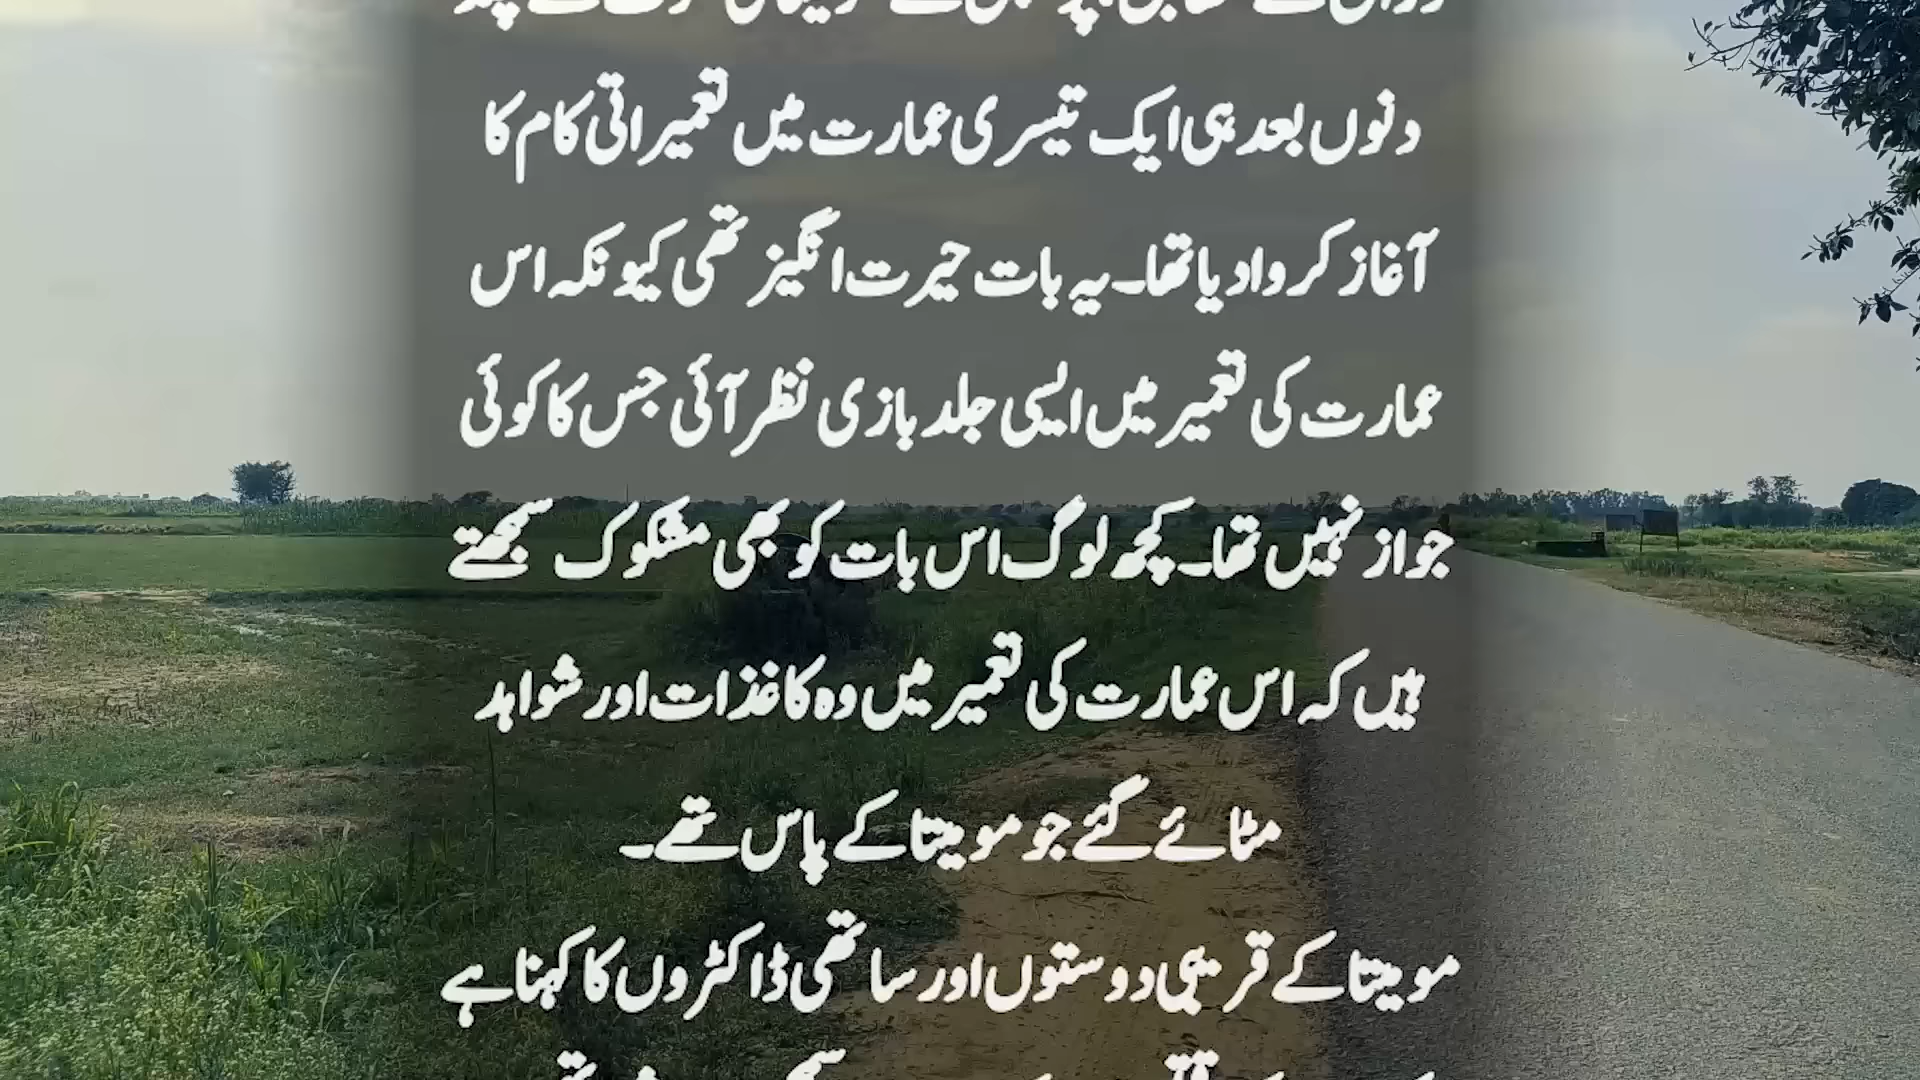 دنوں بعد ہی ایک تیسری عمارت میں تعمیراتی کام کا
آغاز کروا دیا تھا۔ یہ بات حیرت انگیز تھی کیونکہ اس
عمارت کی تعمیر میں ایسی جلد بازی نظر آئی جس کا کوئی
جواز نہیں تھا۔ کچھ لوگ اس بات کو بھی مشکوک سمجھتے
ہیں کہ اس عمارت کی تعمیر میں وہ کاغذات اور شواہد
مٹائے گئے جو مومیتا کے پاس تھے۔
مومیتا کے قریبی دوستوں اور ساتھی ڈاکٹروں کا کہنا ہے